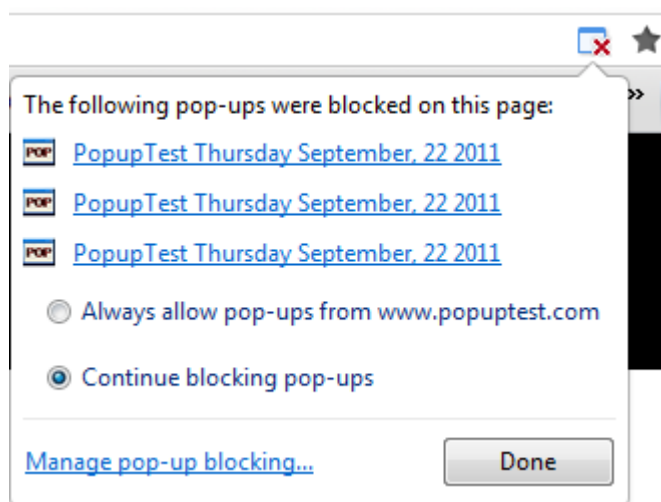 »
The following pop-ups were blocked on this page:
POP PopupTest Thursday September, 22 2011
POP PopupTest Thursday September, 22 2011
POP PopupTest Thursday September, 22 2011
Always allow pop-ups from www.popuptest.com
Continue blocking pop-ups
Manage pop-up blocking... Done